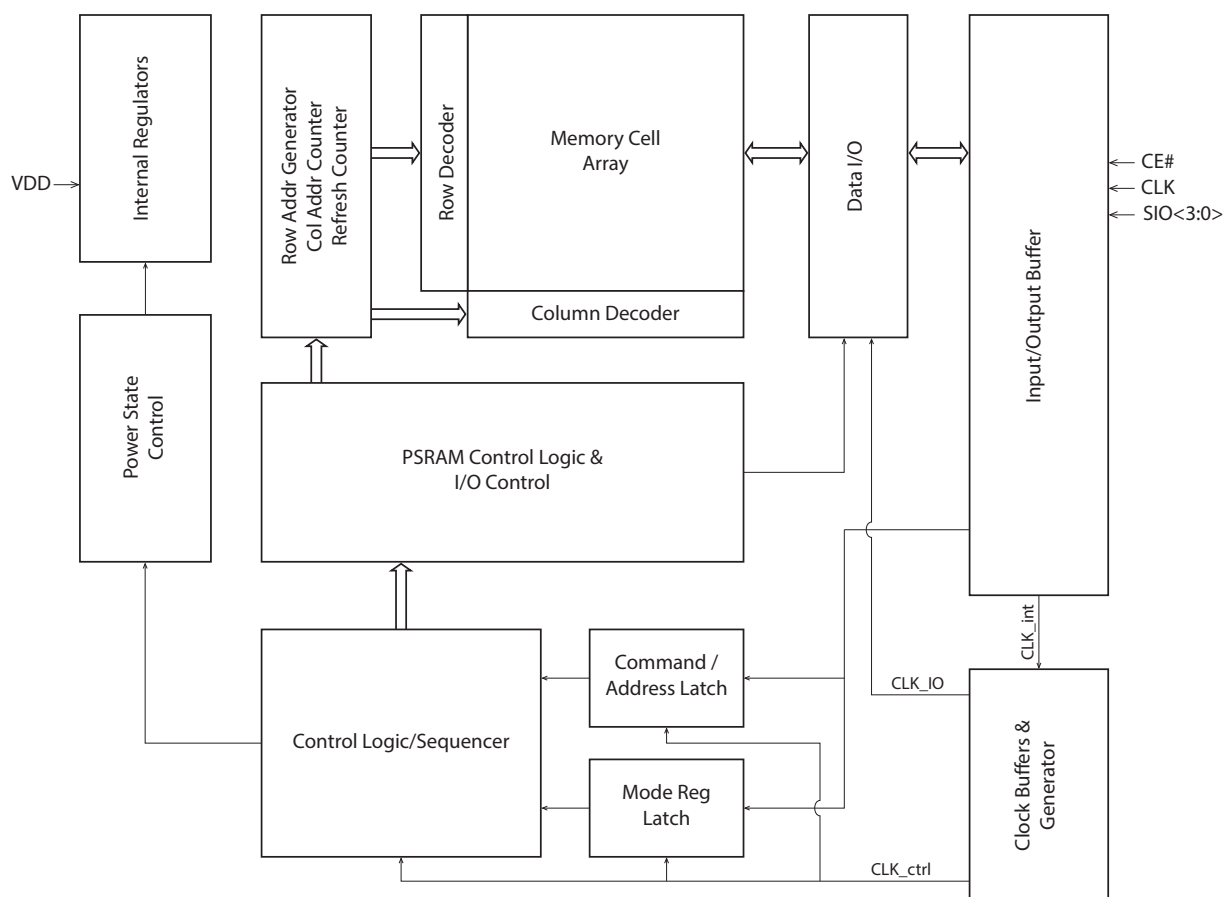 Internal Regulators
VDD
Power State
Control
Row Addr Generator
Col Addr Counter
Refresh Counter
Row Decoder
Memory Cell
Array
Column Decoder
Data I/O
Input/Output Buffer
CE#
CLK
SIO<3:0>
PSRAM Control Logic &
I/O Control
CLK_int
Command /
Address Latch
CLK_IO
Control Logic/Sequencer
Mode Reg
Latch
Clock Buffers &
Generator
CLK_ctrl